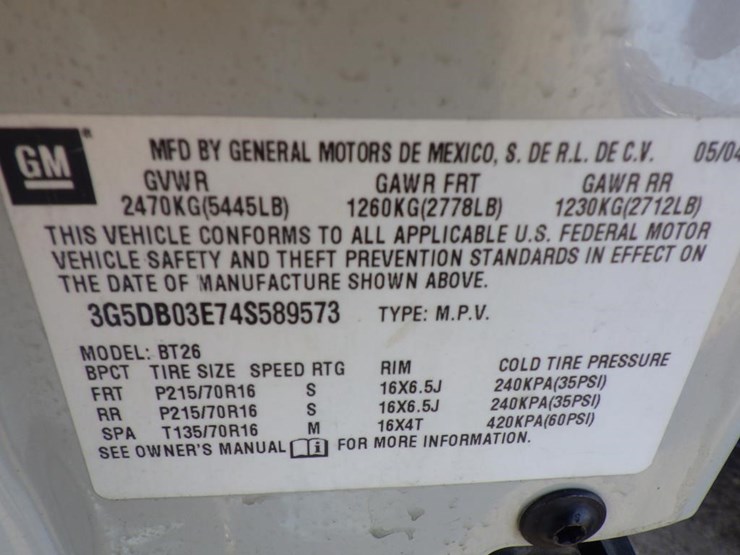 GM
MFD BY GENERAL MOTORS DE MEXICO, S. DE R.L. DE C.V. 05/04
GVWR GAWR FRT GAWR RR
2470KG(5445LB) 1260KG(2778LB) 1230KG(2712LB)
THIS VEHICLE CONFORMS TO ALL APPLICABLE U.S. FEDERAL MOTOR
VEHICLE SAFETY AND THEFT PREVENTION STANDARDS IN EFFECT ON
THE DATE OF MANUFACTURE SHOWN ABOVE.
3G5DB03E74S589573 TYPE: M.P.V.
MODEL: BT26
BPCT TIRE SIZE SPEED RTG RIM COLD TIRE PRESSURE
FRT P215/70R16 S 16X6.5J 240KPA(35PSI)
RR P215/70R16 S 16X6.5J 240KPA(35PSI)
SPA T135/70R16 M 16X4T 420KPA(60PSI)
SEE OWNER'S MANUAL FOR MORE INFORMATION.